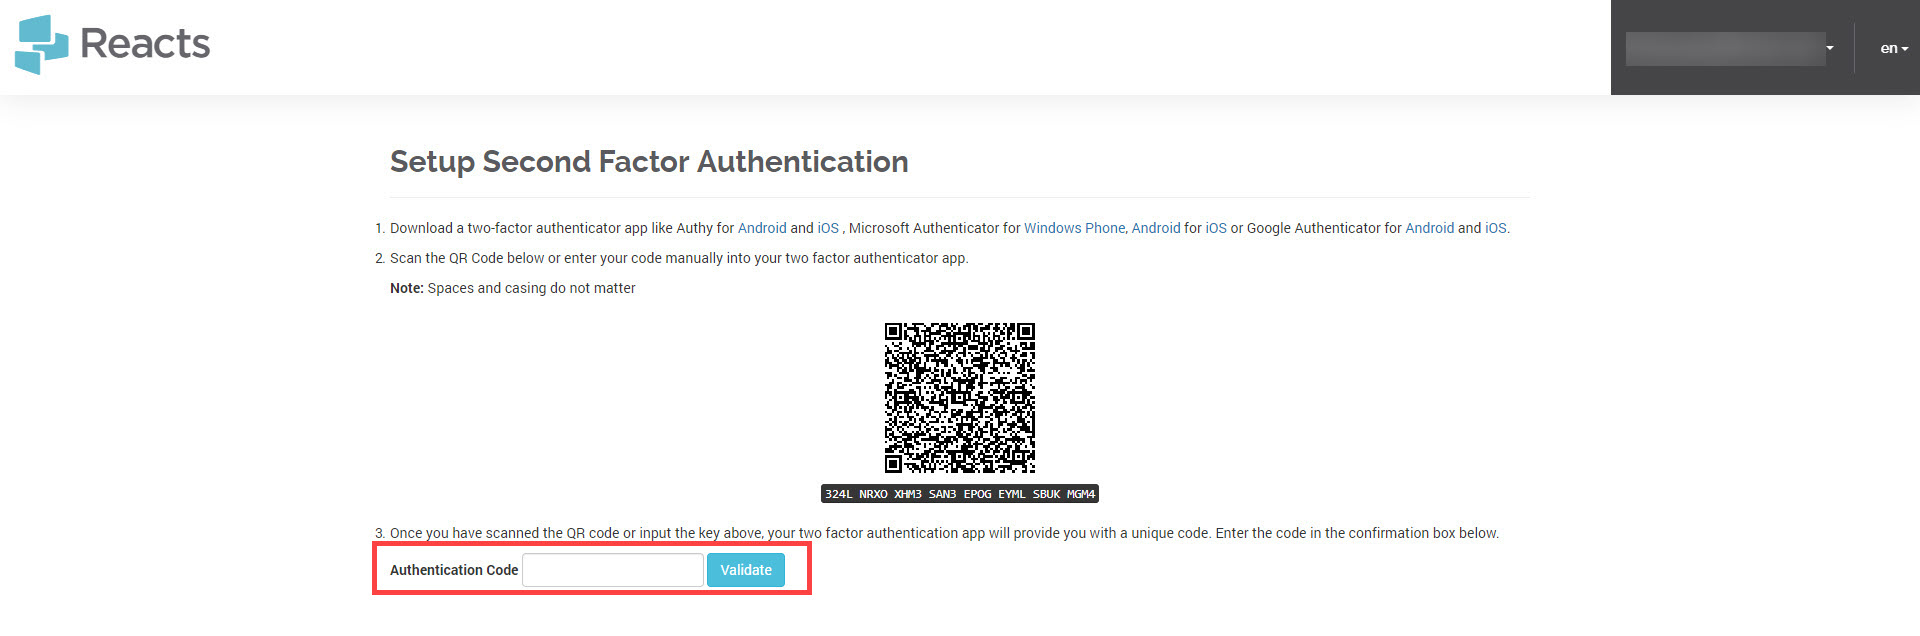 Reacts
en
Setup Second Factor Authentication
1. Download a two-factor authenticator app like Authy for Android and iOS , Microsoft Authenticator for Windows Phone, Android for iOS or Google Authenticator for Android and iOS.
2. Scan the QR Code below or enter your code manually into your two factor authenticator app.
Note: Spaces and casing do not matter
324L NRXO XHM3 SAN3 EPOG EYML SBUK MGM4
3. Once you have scanned the QR code or input the key above, your two factor authentication app will provide you with a unique code. Enter the code in the confirmation box below.
Authentication Code Validate